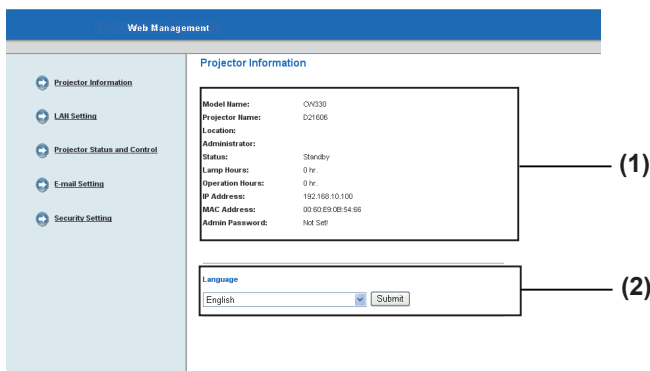 Web Management
Projector Information
Projector Information
LAN Setting
Projector Status and Control
E-mail Setting
Security Setting
Model Name: CW330
Projector Name: D21606
Location:
Administrator:
Status: Standby
Lamp Hours: 0 hr.
Operation Hours: 0 hr.
IP Address: 192.168.10.100
MAC Address: 00:60:E9:0B:54:66
Admin Password: Not Set!
(1)
Language
English Submit
(2)